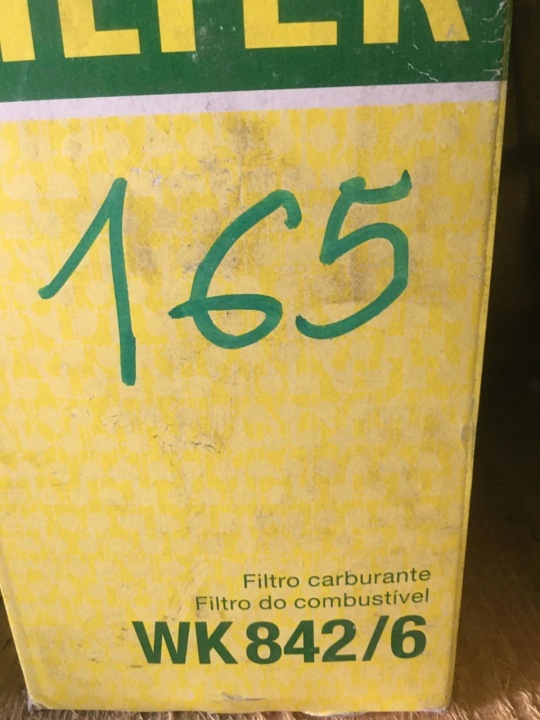 165
Filtro carburante
Filtro do combustível
WK 842/6